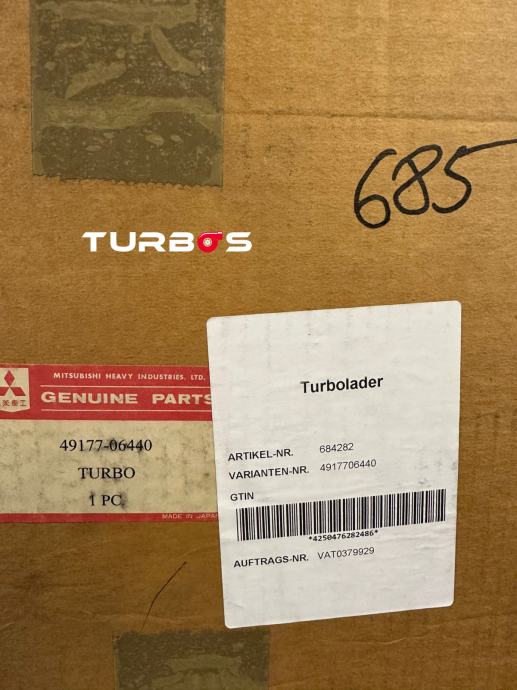 685
TURBOS
MITSUBISHI HEAVY INDUSTRIES, LTD.
GENUINE PARTS
49177-06440
TURBO
1 PC
MADE IN JAPAN
Turbolader
ARTIKEL-NR. 684282
VARIANTEN-NR. 4917706440
GTIN
*4250476282486*
AUFTRAGS-NR. VAT0379929